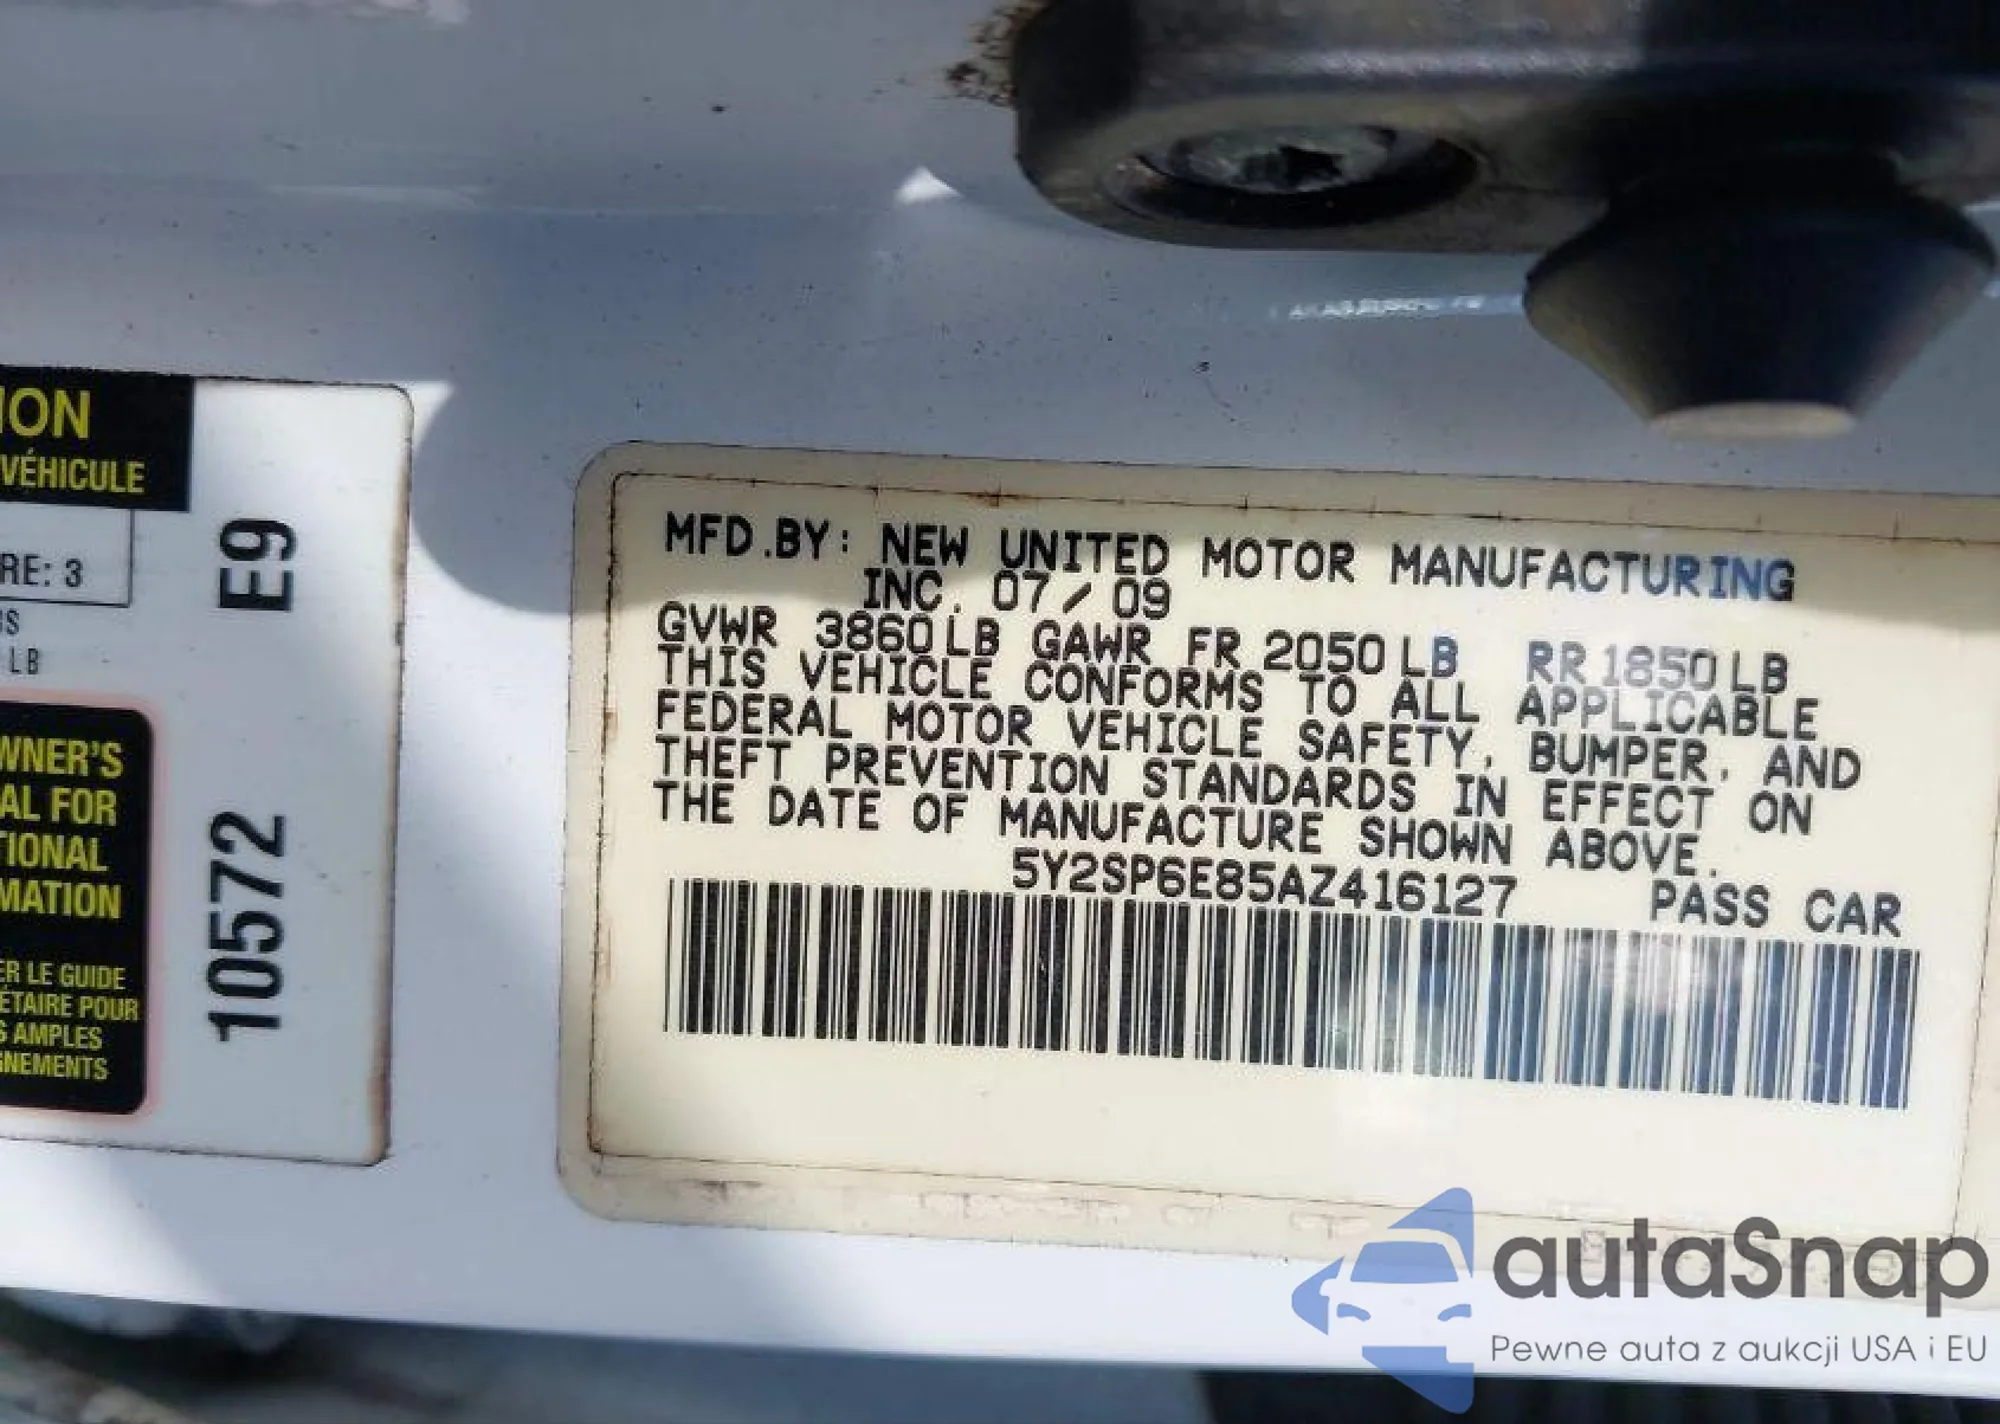 ION
VÉHICULE
RE: 3
GS
LB
E9
10572
WNER'S
AL FOR
TIONAL
MATION
ER LE GUIDE
ÉTAIRE POUR
S AMPLES
GNEMENTS
MFD.BY: NEW UNITED MOTOR MANUFACTURING
INC. 07/09
GVWR 3860LB GAWR FR 2050LB RR1850LB
THIS VEHICLE CONFORMS TO ALL APPLICABLE
FEDERAL MOTOR VEHICLE SAFETY, BUMPER, AND
THEFT PREVENTION STANDARDS IN EFFECT ON
THE DATE OF MANUFACTURE SHOWN ABOVE.
5Y2SP6E85AZ416127 PASS CAR
autaSnap
Pewne auta z aukcji USA i EU